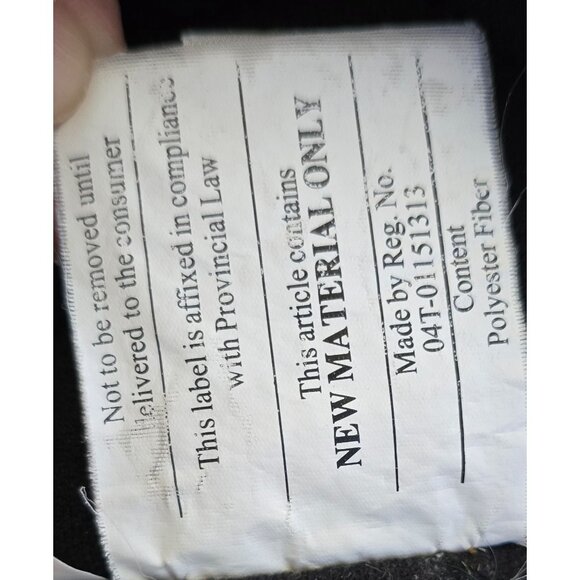 Not to be removed until
delivered to the consumer
This label is affixed in compliance
with Provincial Law
This article contains
NEW MATERIAL ONLY
Made by Reg. No.
04T-01151313
Content
Polyester Fiber